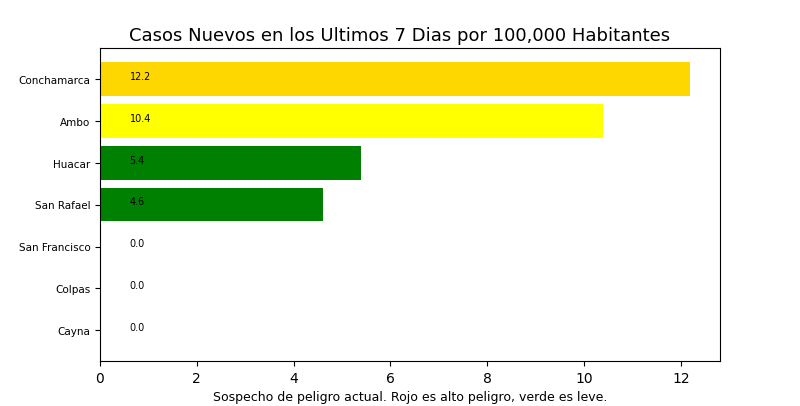 Casos Nuevos en los Ultimos 7 Dias por 100,000 Habitantes
Conchamarca 12.2
Ambo 10.4
Huacar 5.4
San Rafael 4.6
San Francisco 0.0
Colpas 0.0
Cayna 0.0
0 2 4 6 8 10 12
Sospecho de peligro actual. Rojo es alto peligro, verde es leve.